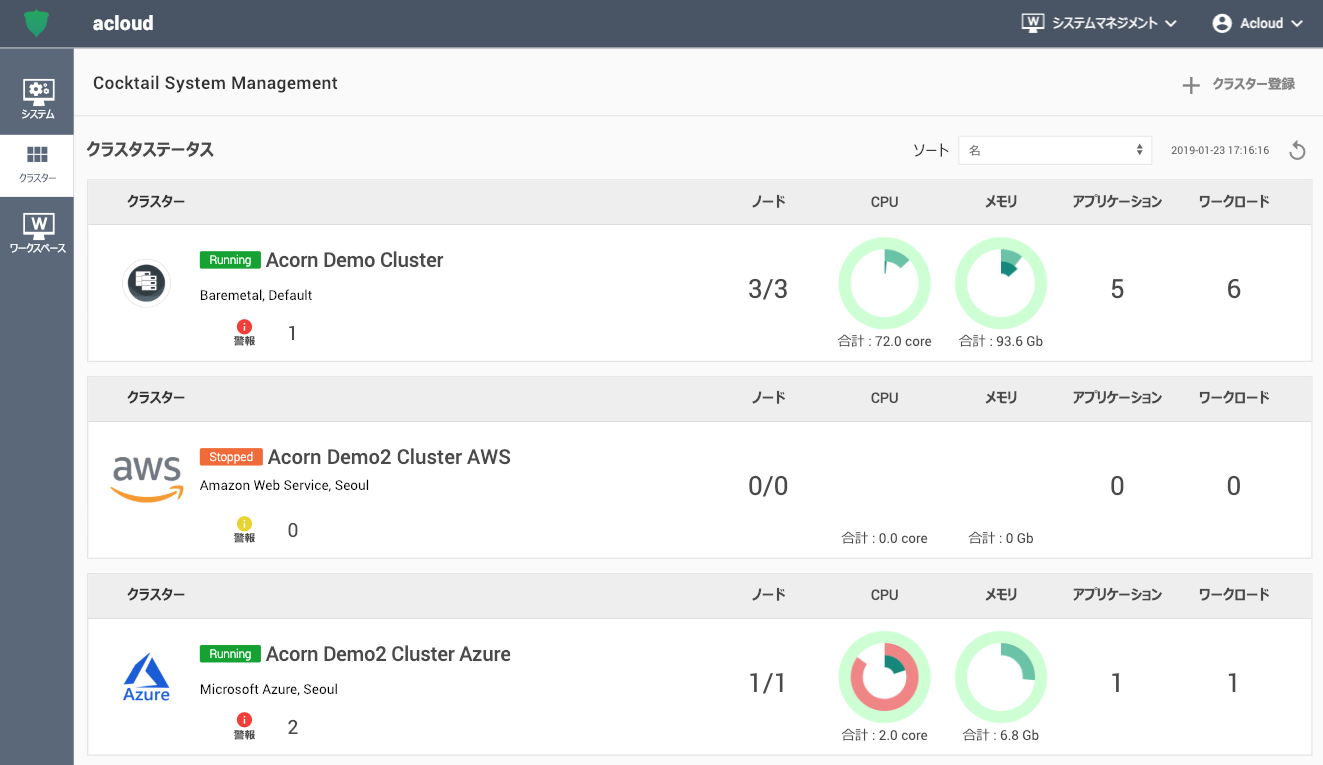 acloud
システムマネジメント
Acloud
システム
クラスター
W
ワークスペース
Cocktail System Management
クラスター登録
クラスタステータス
ソート 名 2019-01-23 17:16:16
クラスター ノード CPU メモリ アプリケーション ワークロード
Running Acorn Demo Cluster
Baremetal, Default
警報 1
3/3
合計 : 72.0 core
合計 : 93.6 Gb
5
6
クラスター ノード CPU メモリ アプリケーション ワークロード
aws
Stopped Acorn Demo2 Cluster AWS
Amazon Web Service, Seoul
警報 0
0/0
合計 : 0.0 core
合計 : 0 Gb
0
0
クラスター ノード CPU メモリ アプリケーション ワークロード
Azure
Running Acorn Demo2 Cluster Azure
Microsoft Azure, Seoul
警報 2
1/1
合計 : 2.0 core
合計 : 6.8 Gb
1
1